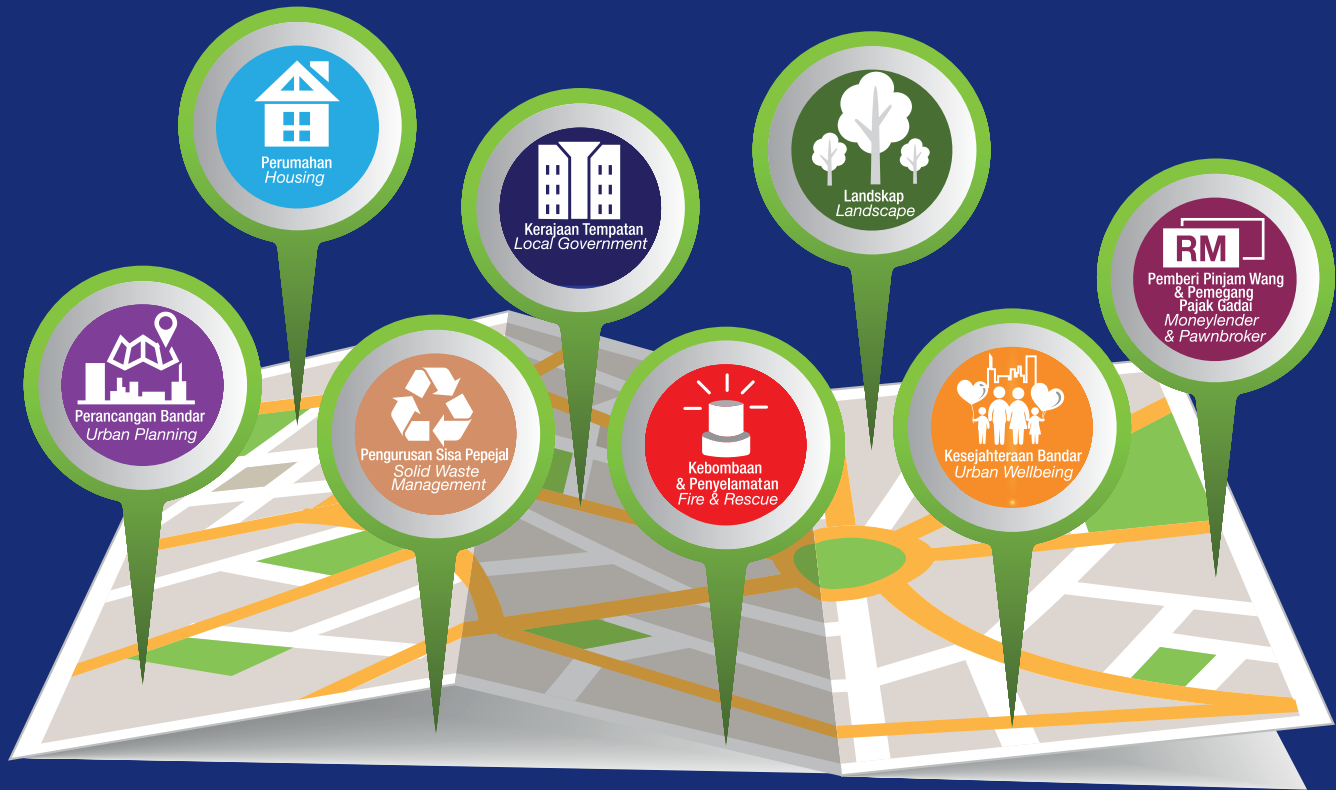 Perumahan
Housing
Kerajaan Tempatan
Local Government
Landskap
Landscape
RM
Pemberi Pinjam Wang
& Pemegang
Pajak Gadai
Moneylender
& Pawnbroker
Perancangan Bandar
Urban Planning
Pengurusan Sisa Pepejal
Solid Waste
Management
Kebombaan
& Penyelamatan
Fire & Rescue
Kesejahteraan Bandar
Urban Wellbeing